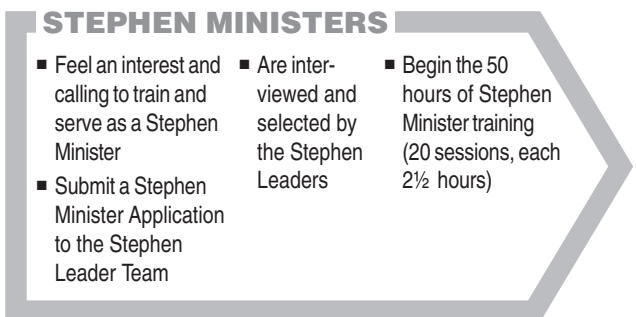 STEPHEN MINISTERS
■ Feel an interest and
calling to train and
serve as a Stephen
Minister
■ Submit a Stephen
Minister Application
to the Stephen
Leader Team
■ Are inter-
viewed and
selected by
the Stephen
Leaders
■ Begin the 50
hours of Stephen
Minister training
(20 sessions, each
2½ hours)